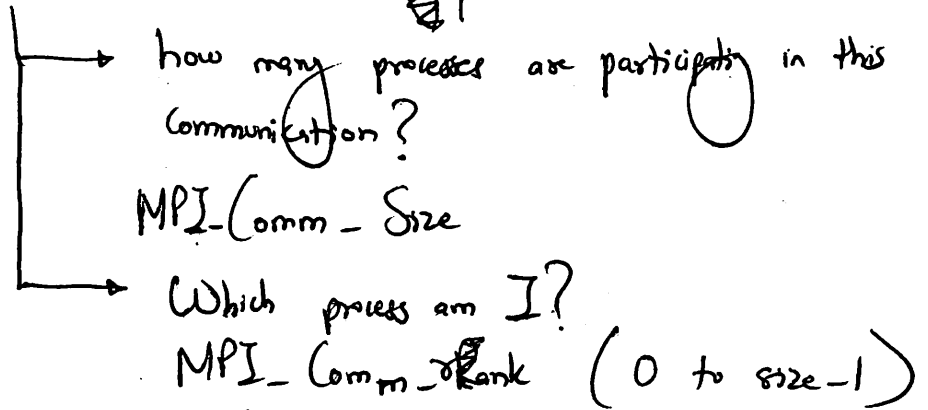 how many processes are participating in this
Communication?
MPI_Comm_Size
Which process am I?
MPI_Comm_rank (0 to size-1)